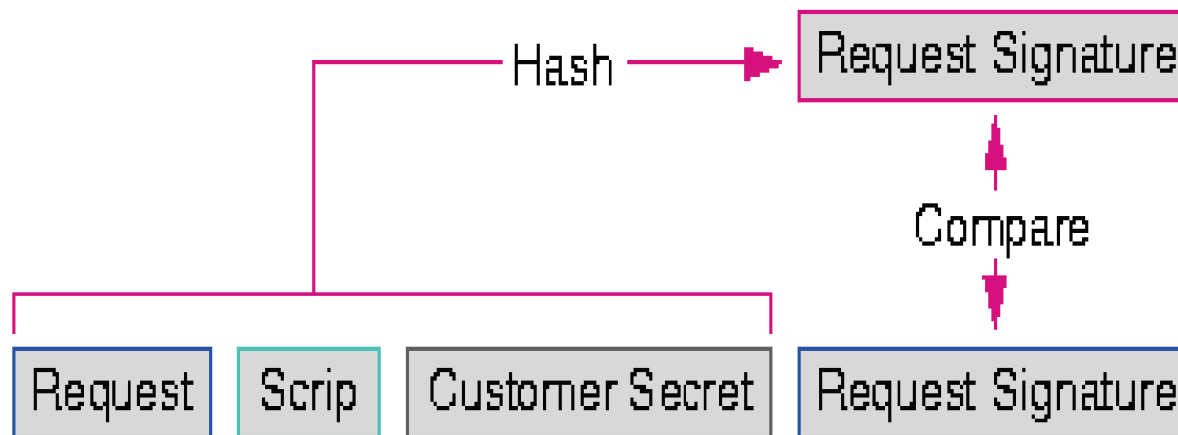 Hash
Request Signature
Compare
Request
Scrip
Customer Secret
Request Signature